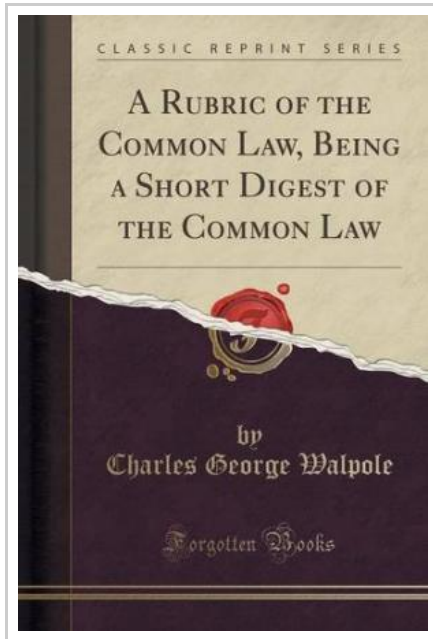 CLASSIC REPRINT SERIES
A RUBRIC OF THE
COMMON LAW, BEING
A SHORT DIGEST OF
THE COMMON LAW
by
Charles George Walpole
Forgotten Books